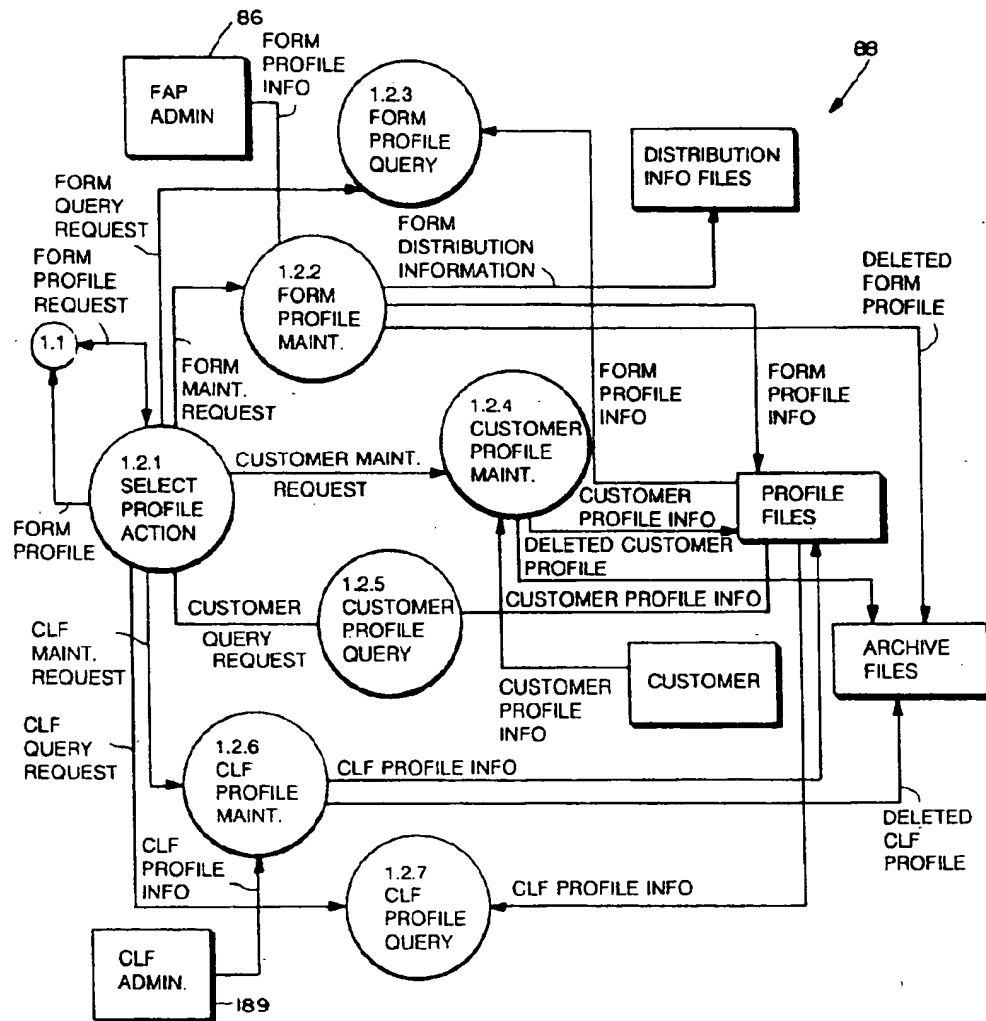 86
FORM
PROFILE
INFO
88
FAP
ADMIN
1.2.3
FORM
PROFILE
QUERY
DISTRIBUTION
INFO FILES
FORM
QUERY
REQUEST
FORM
DISTRIBUTION
INFORMATION
FORM
PROFILE
REQUEST
1.2.2
FORM
PROFILE
MAINT.
DELETED
FORM
PROFILE
1.1
FORM
MAINT.
REQUEST
FORM
PROFILE
INFO
FORM
PROFILE
INFO
1.2.4
CUSTOMER
PROFILE
MAINT.
1.2.1
SELECT
PROFILE
ACTION
CUSTOMER MAINT.
REQUEST
PROFILE
FILES
FORM
PROFILE
CUSTOMER
PROFILE INFO
DELETED CUSTOMER
PROFILE
CUSTOMER PROFILE INFO
1.2.5
CUSTOMER
PROFILE
QUERY
CUSTOMER
QUERY
REQUEST
CLF
MAINT.
REQUEST
ARCHIVE
FILES
CUSTOMER
CUSTOMER
PROFILE
INFO
CLF
QUERY
REQUEST
1.2.6
CLF
PROFILE
MAINT.
CLF PROFILE INFO
DELETED
CLF
PROFILE
CLF
PROFILE
INFO
1.2.7
CLF
PROFILE
QUERY
CLF PROFILE INFO
CLF
ADMIN.
189